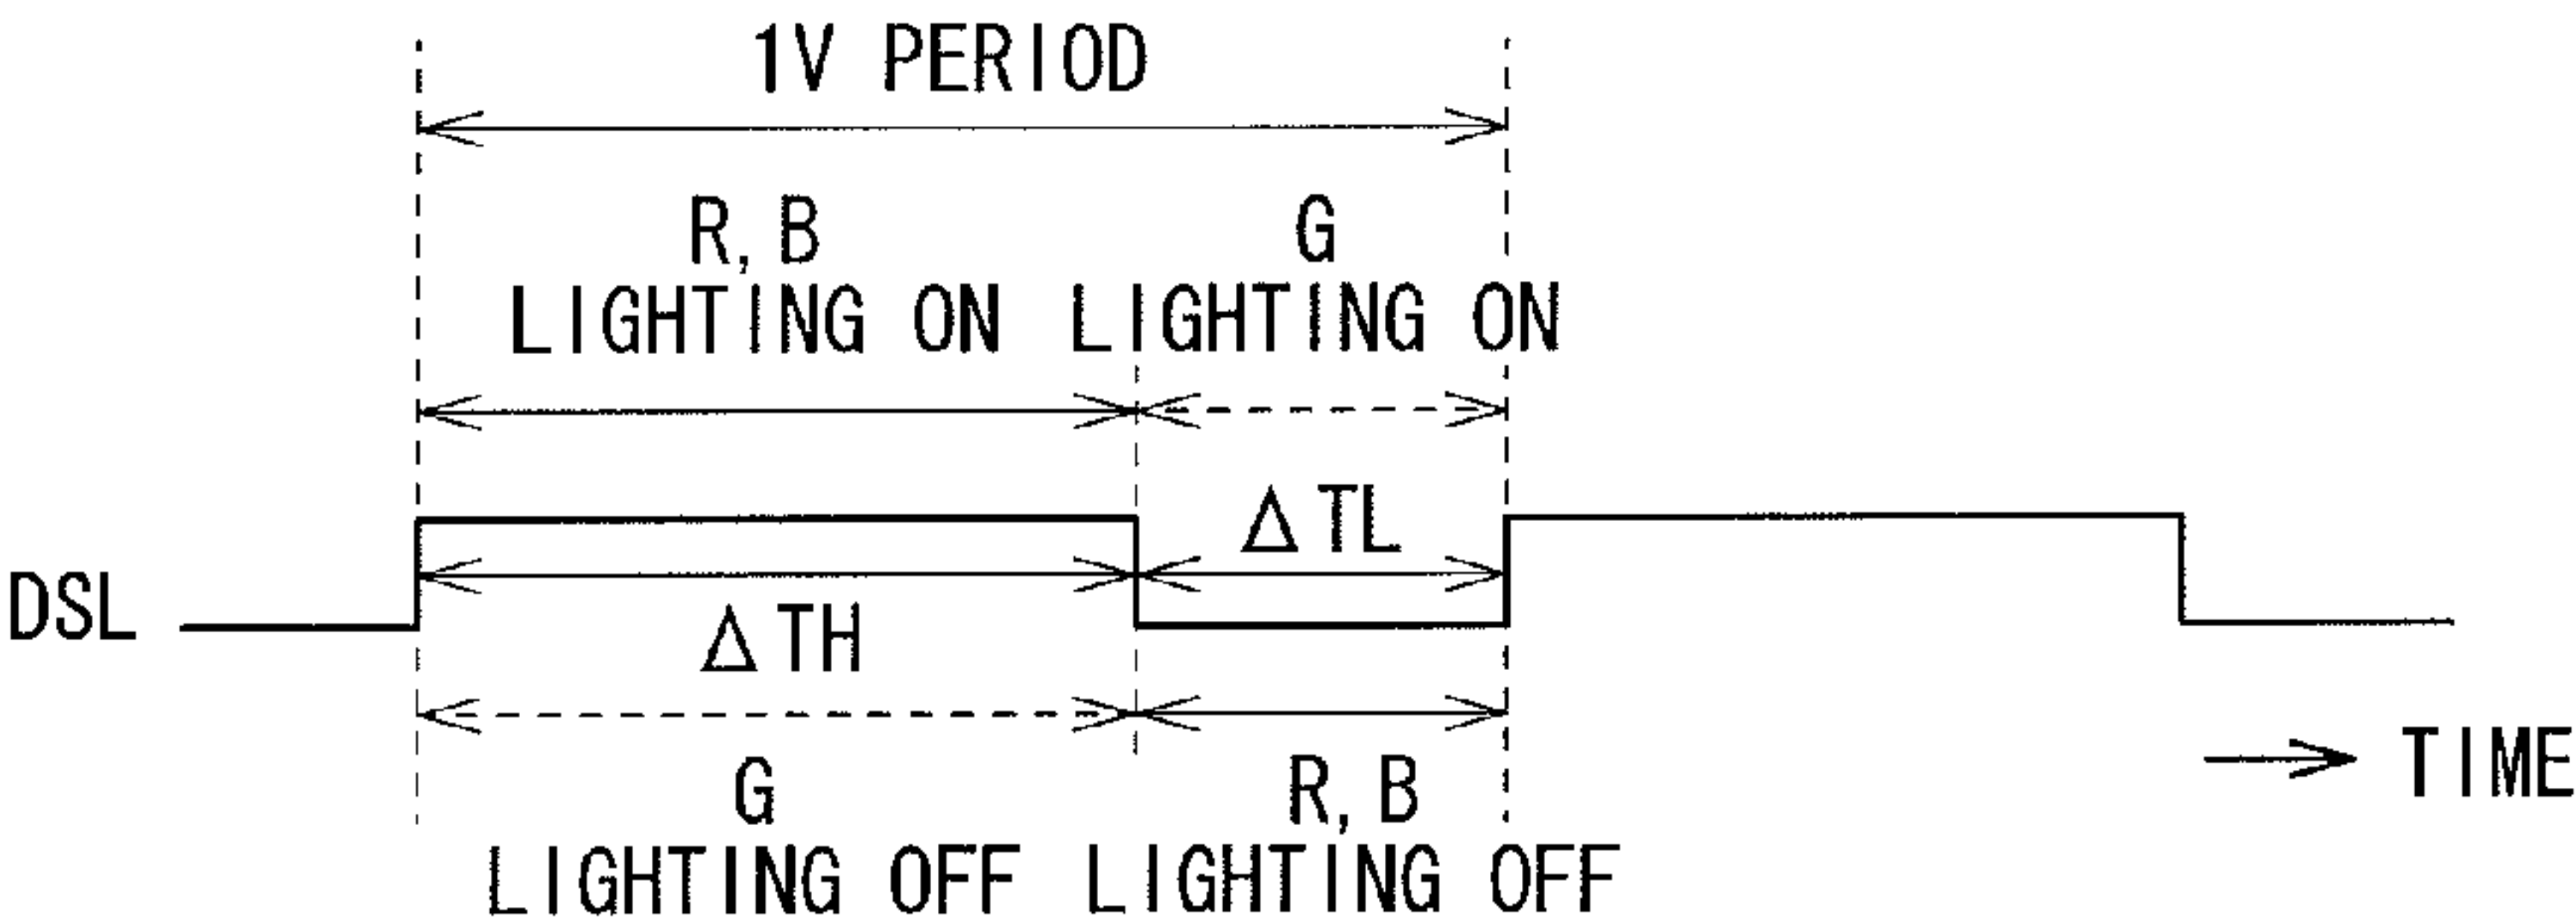 1V PERIOD
R, B
G
LIGHTING ON
LIGHTING ON
ΔTL
DSL
ΔTH
G
R, B
TIME
LIGHTING OFF
LIGHTING OFF